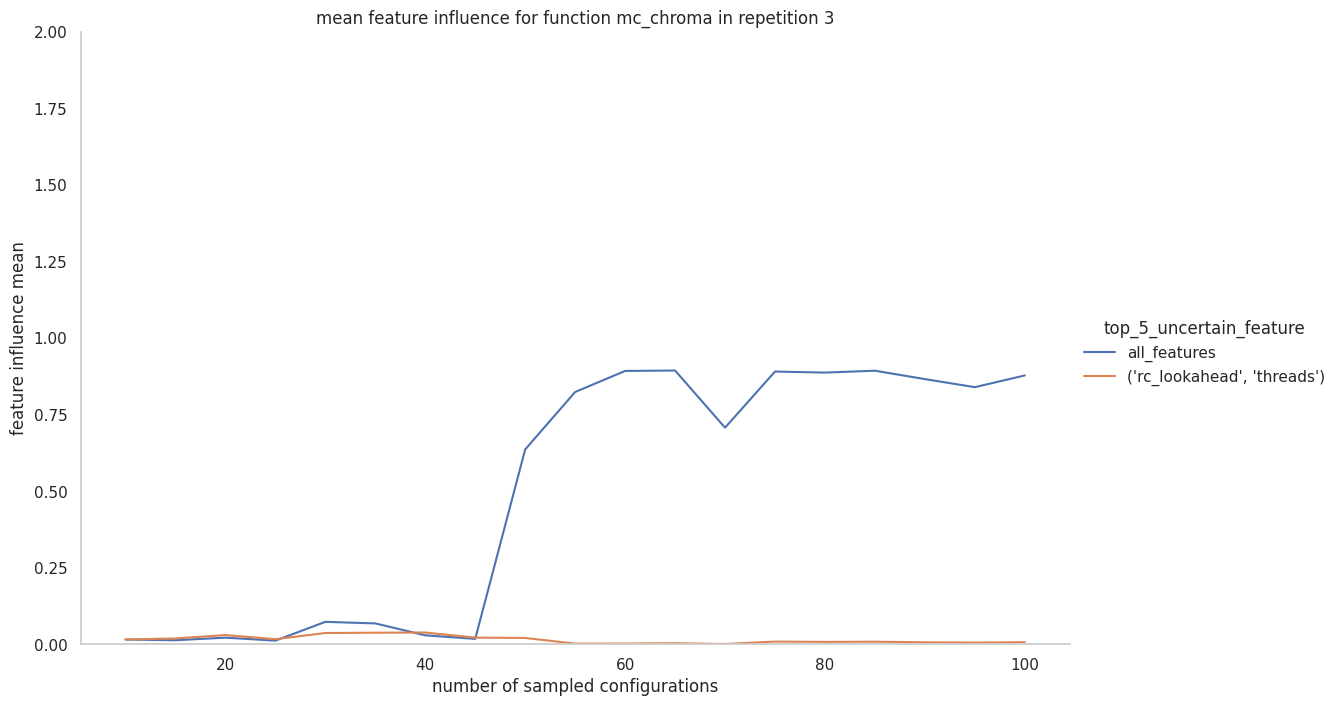 mean feature influence for function mc_chroma in repetition 3
2.00
1.75
1.50
1.25
1.00
0.75
0.50
0.25
0.00
feature influence mean
20
40
60
80
100
number of sampled configurations
top_5_uncertain_feature
all_features
('rc_lookahead', 'threads')